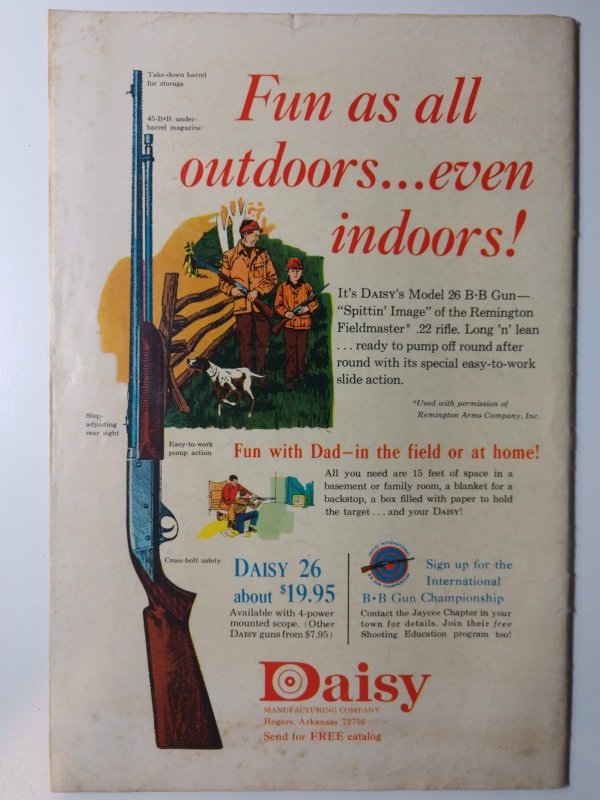 Take-down barrel
for storage
45-B•B under-
barrel magazine
Fun as all
outdoors...even
indoors!
It's DAISY'S Model 26 B·B Gun—
"Spittin' Image" of the Remington
Fieldmaster* .22 rifle. Long 'n' lean
... ready to pump off round after
round with its special easy-to-work
slide action.
*Used with permission of
Remington Arms Company, Inc.
Step-
adjusting
rear sight
Easy-to-work
pump action
Fun with Dad—in the field or at home!
All you need are 15 feet of space in a
basement or family room, a blanket for a
backstop, a box filled with paper to hold
the target ... and your DAISY!
Cross-bolt safety
DAISY 26
about $19.95
Available with 4-power
mounted scope. (Other
DAISY guns from $7.95)
JAYCEE INTERNATIONAL
B·B GUN CHAMPIONSHIP
Sign up for the
International
B·B Gun Championship
Contact the Jaycee Chapter in your
town for details. Join their free
Shooting Education program too!
Daisy
MANUFACTURING COMPANY
Rogers, Arkansas 72756
Send for FREE catalog